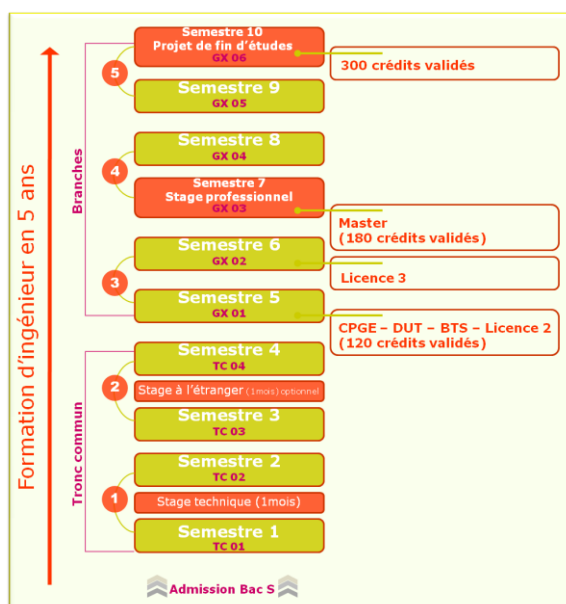 Formation d'ingénieur en 5 ans
Branches
Tronc commun
Semestre 10
Projet de fin d'études
GX 06
300 crédits validés
5
Semestre 9
GX 05
Semestre 8
GX 04
4
Semestre 7
Stage professionnel
GX 03
Master
(180 crédits validés)
Semestre 6
GX 02
Licence 3
3
Semestre 5
GX 01
CPGE – DUT – BTS – Licence 2
(120 crédits validés)
Semestre 4
TC 04
2
Stage à l'étranger (1mois) optionnel
Semestre 3
TC 03
Semestre 2
TC 02
1
Stage technique (1mois)
Semestre 1
TC 01
Admission Bac S